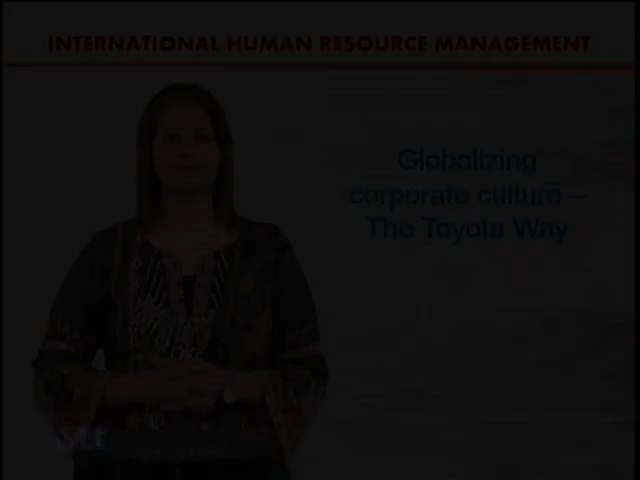 INTERNATIONAL HUMAN RESOURCE MANAGEMENT
Globalizing
corporate culture –
The Toyota Way